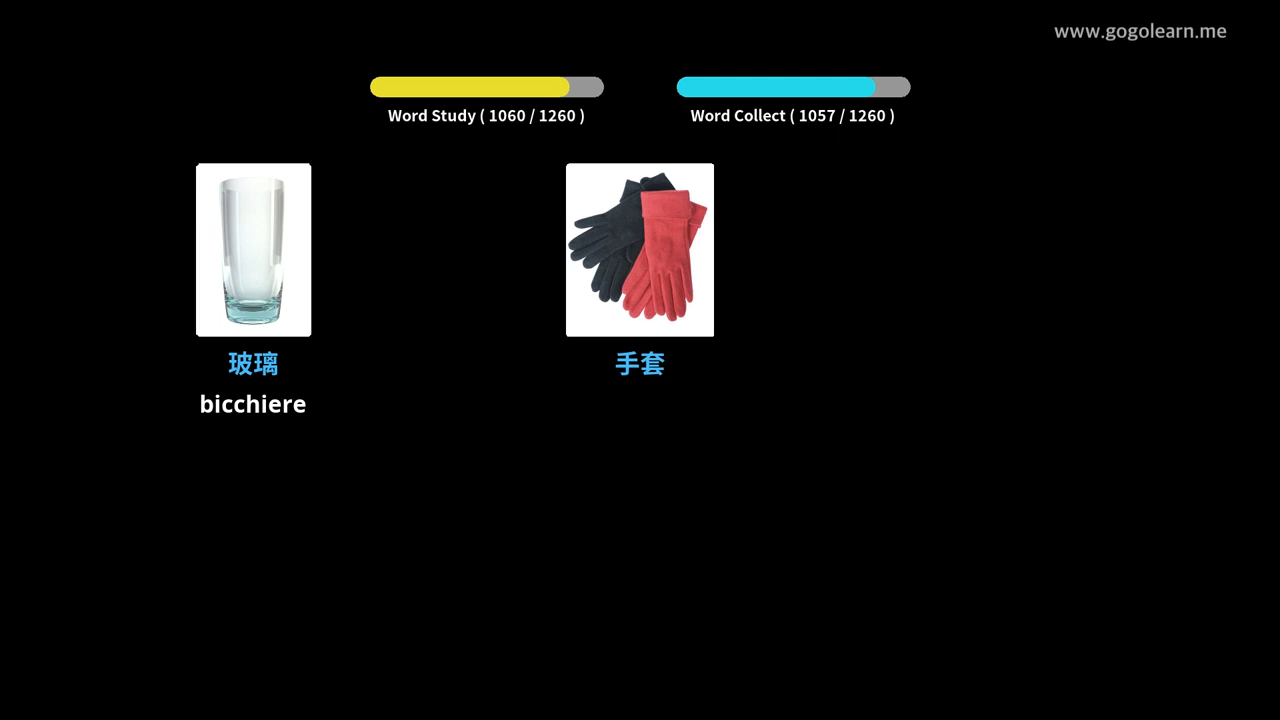 www.gogolearn.me
Word Study ( 1060 / 1260 )
Word Collect ( 1057 / 1260 )
玻璃
手套
bicchiere